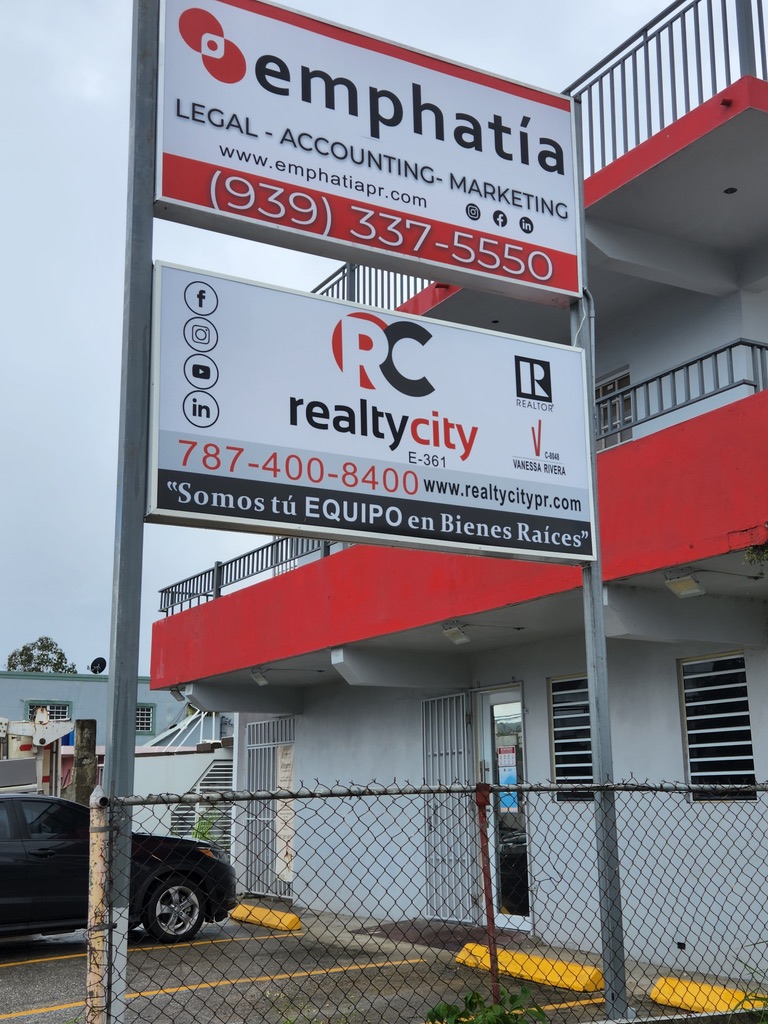 emphatía
LEGAL - ACCOUNTING- MARKETING
www.emphatiapr.com
(939) 337-5550
RC
realtycity
E-361
R
REALTOR
C-8048
VANESSA RIVERA
787-400-8400 www.realtycitypr.com
"Somos tú EQUIPO en Bienes Raíces"